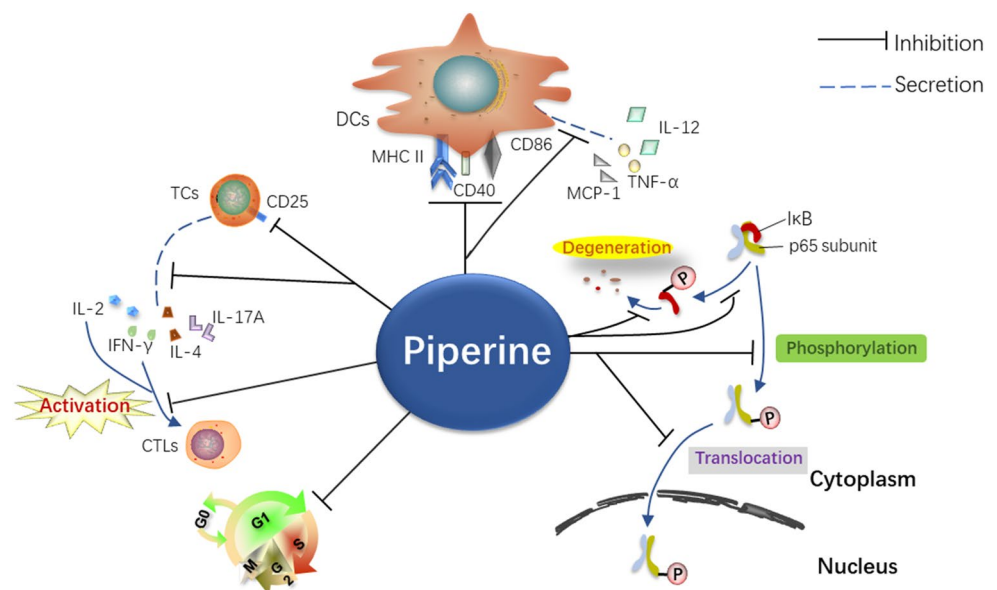 Inhibition
Secretion
DCs
MHC II
CD86
CD40
IL-12
MCP-1
TNF-α
TCs
CD25
IκB
p65 subunit
Degeneration
P
IL-2
IL-17A
IFN-γ
IL-4
Piperine
Phosphorylation
Activation
CTLs
P
Translocation
Cytoplasm
G0
G1
S
M
G2
Nucleus
P